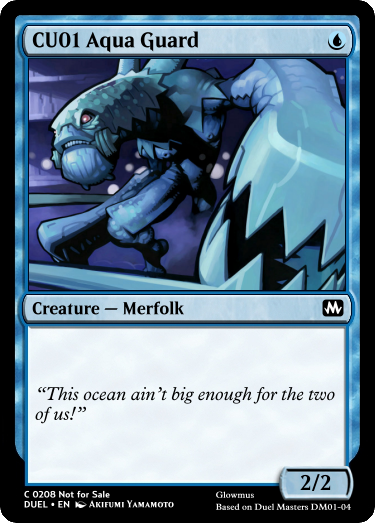 CU01 Aqua Guard
Creature — Merfolk
“This ocean ain’t big enough for the two
of us!”
2/2
C 0208 Not for Sale
DUEL • EN Akifumi Yamamoto
Glowmus
Based on Duel Masters DM01-04